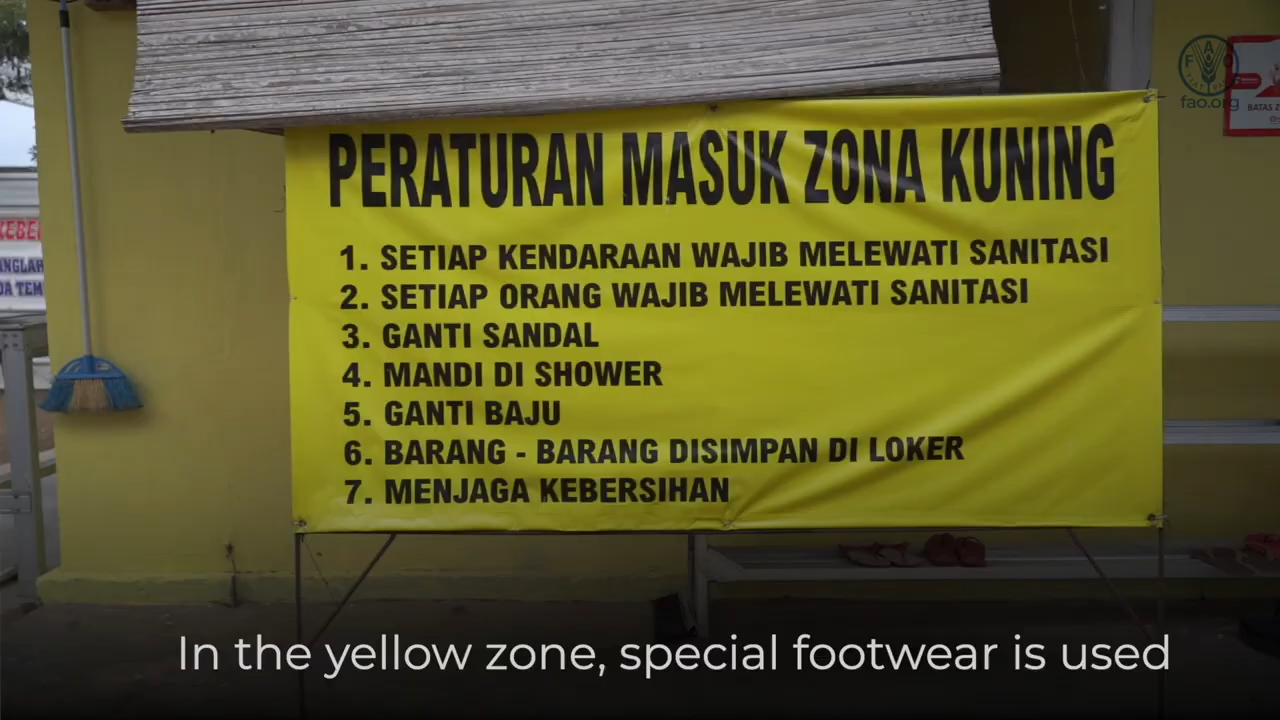 PERATURAN MASUK ZONA KUNING
1. SETIAP KENDARAAN WAJIB MELEWATI SANITASI
2. SETIAP ORANG WAJIB MELEWATI SANITASI
3. GANTI SANDAL
4. MANDI DI SHOWER
5. GANTI BAJU
6. BARANG - BARANG DISIMPAN DI LOKER
7. MENJAGA KEBERSIHAN
FAO
fao.org
BATAS
In the yellow zone, special footwear is used